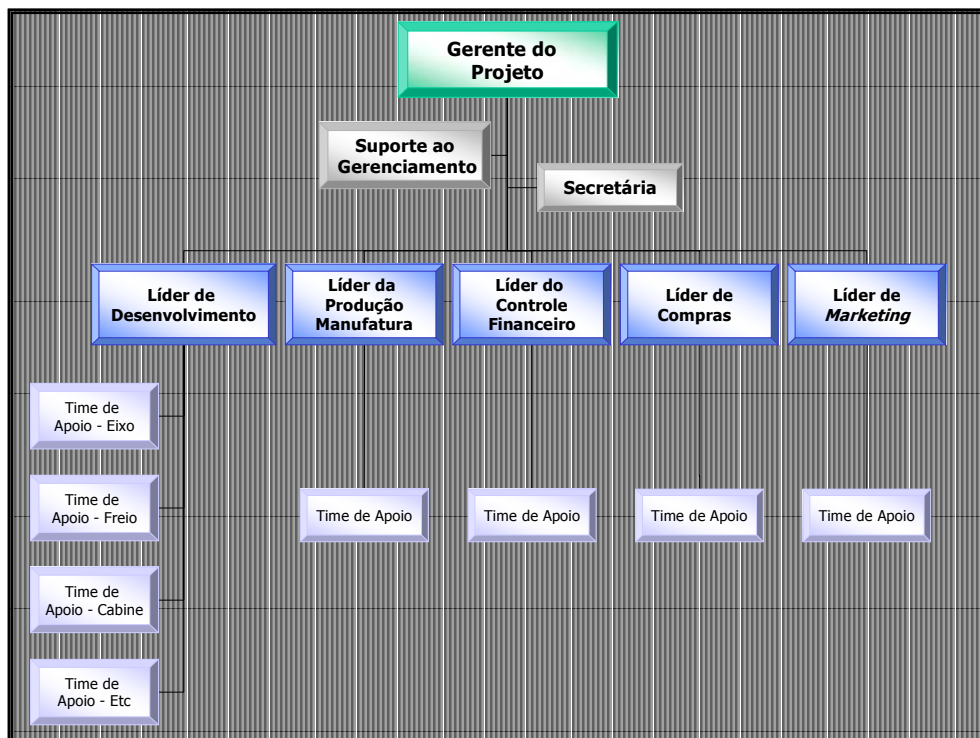 Gerente do
Projeto
Suporte ao
Gerenciamento
Secretária
Líder de
Desenvolvimento
Líder da
Produção
Manufatura
Líder do
Controle
Financeiro
Líder de
Compras
Líder de
Marketing
Time de
Apoio - Eixo
Time de
Apoio - Freio
Time de Apoio
Time de Apoio
Time de Apoio
Time de Apoio
Time de
Apoio - Cabine
Time de
Apoio - Etc